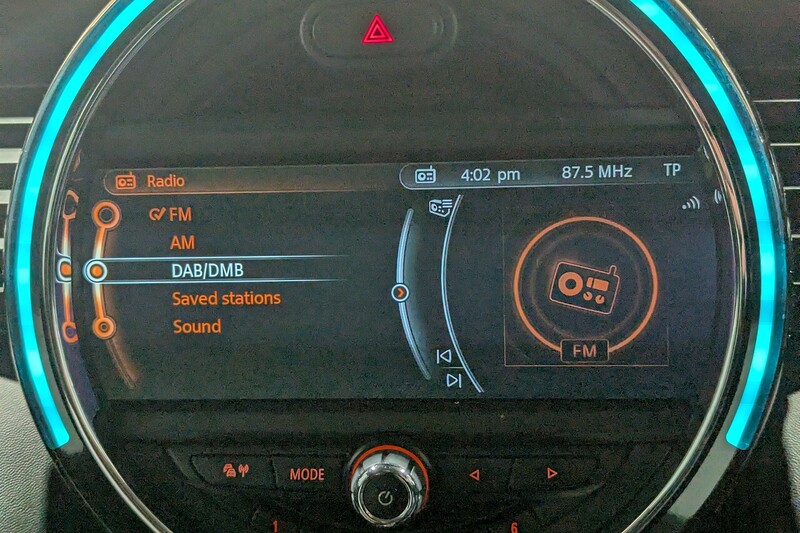 Radio
4:02 pm 87.5 MHz TP
FM
AM
DAB/DMB
Saved stations
Sound
FM
MODE
1 6